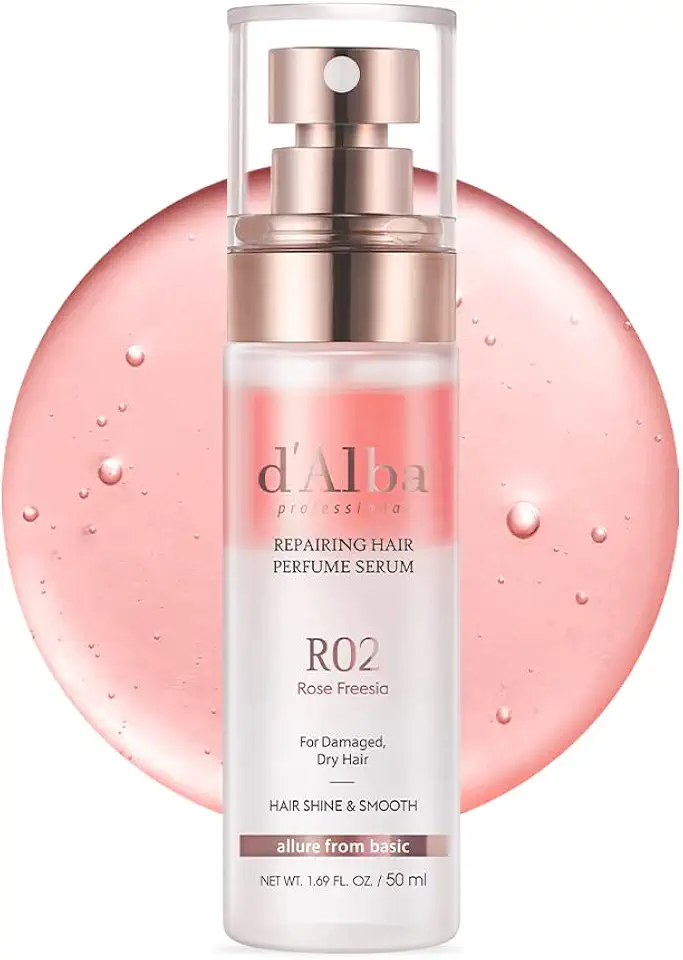 d'Alba
professional
REPAIRING HAIR
PERFUME SERUM
R02
Rose Freesia
For Damaged,
Dry Hair
HAIR SHINE & SMOOTH
allure from basic
NET WT. 1.69 FL. OZ. / 50 ml